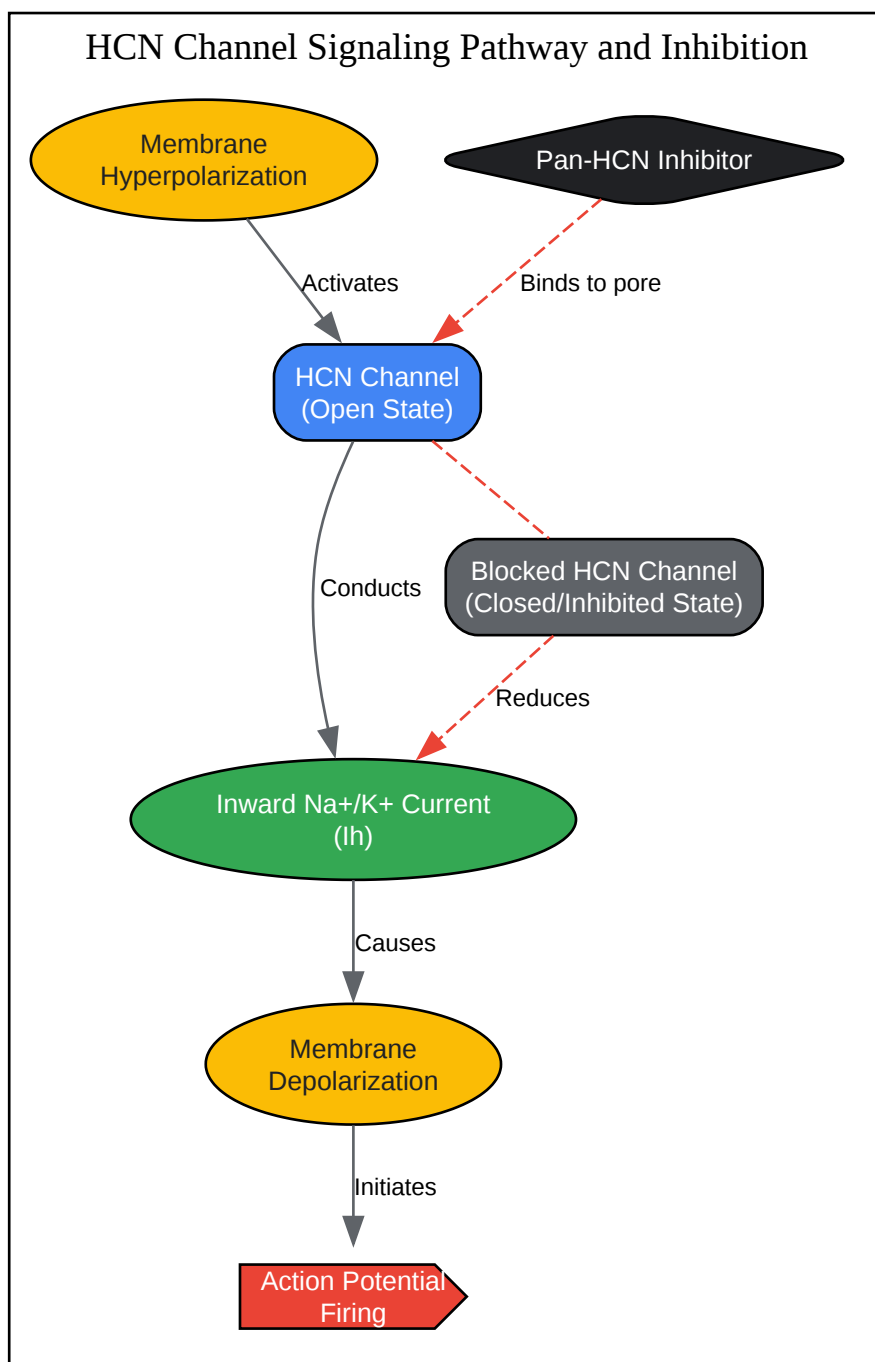 HCN Channel Signaling Pathway and Inhibition
Membrane
Hyperpolarization
Pan-HCN Inhibitor
Activates
Binds to pore
HCN Channel
(Open State)
Conducts
Blocked HCN Channel
(Closed/Inhibited State)
Reduces
Inward Na+/K+ Current
(Ih)
Causes
Membrane
Depolarization
Initiates
Action Potential
Firing